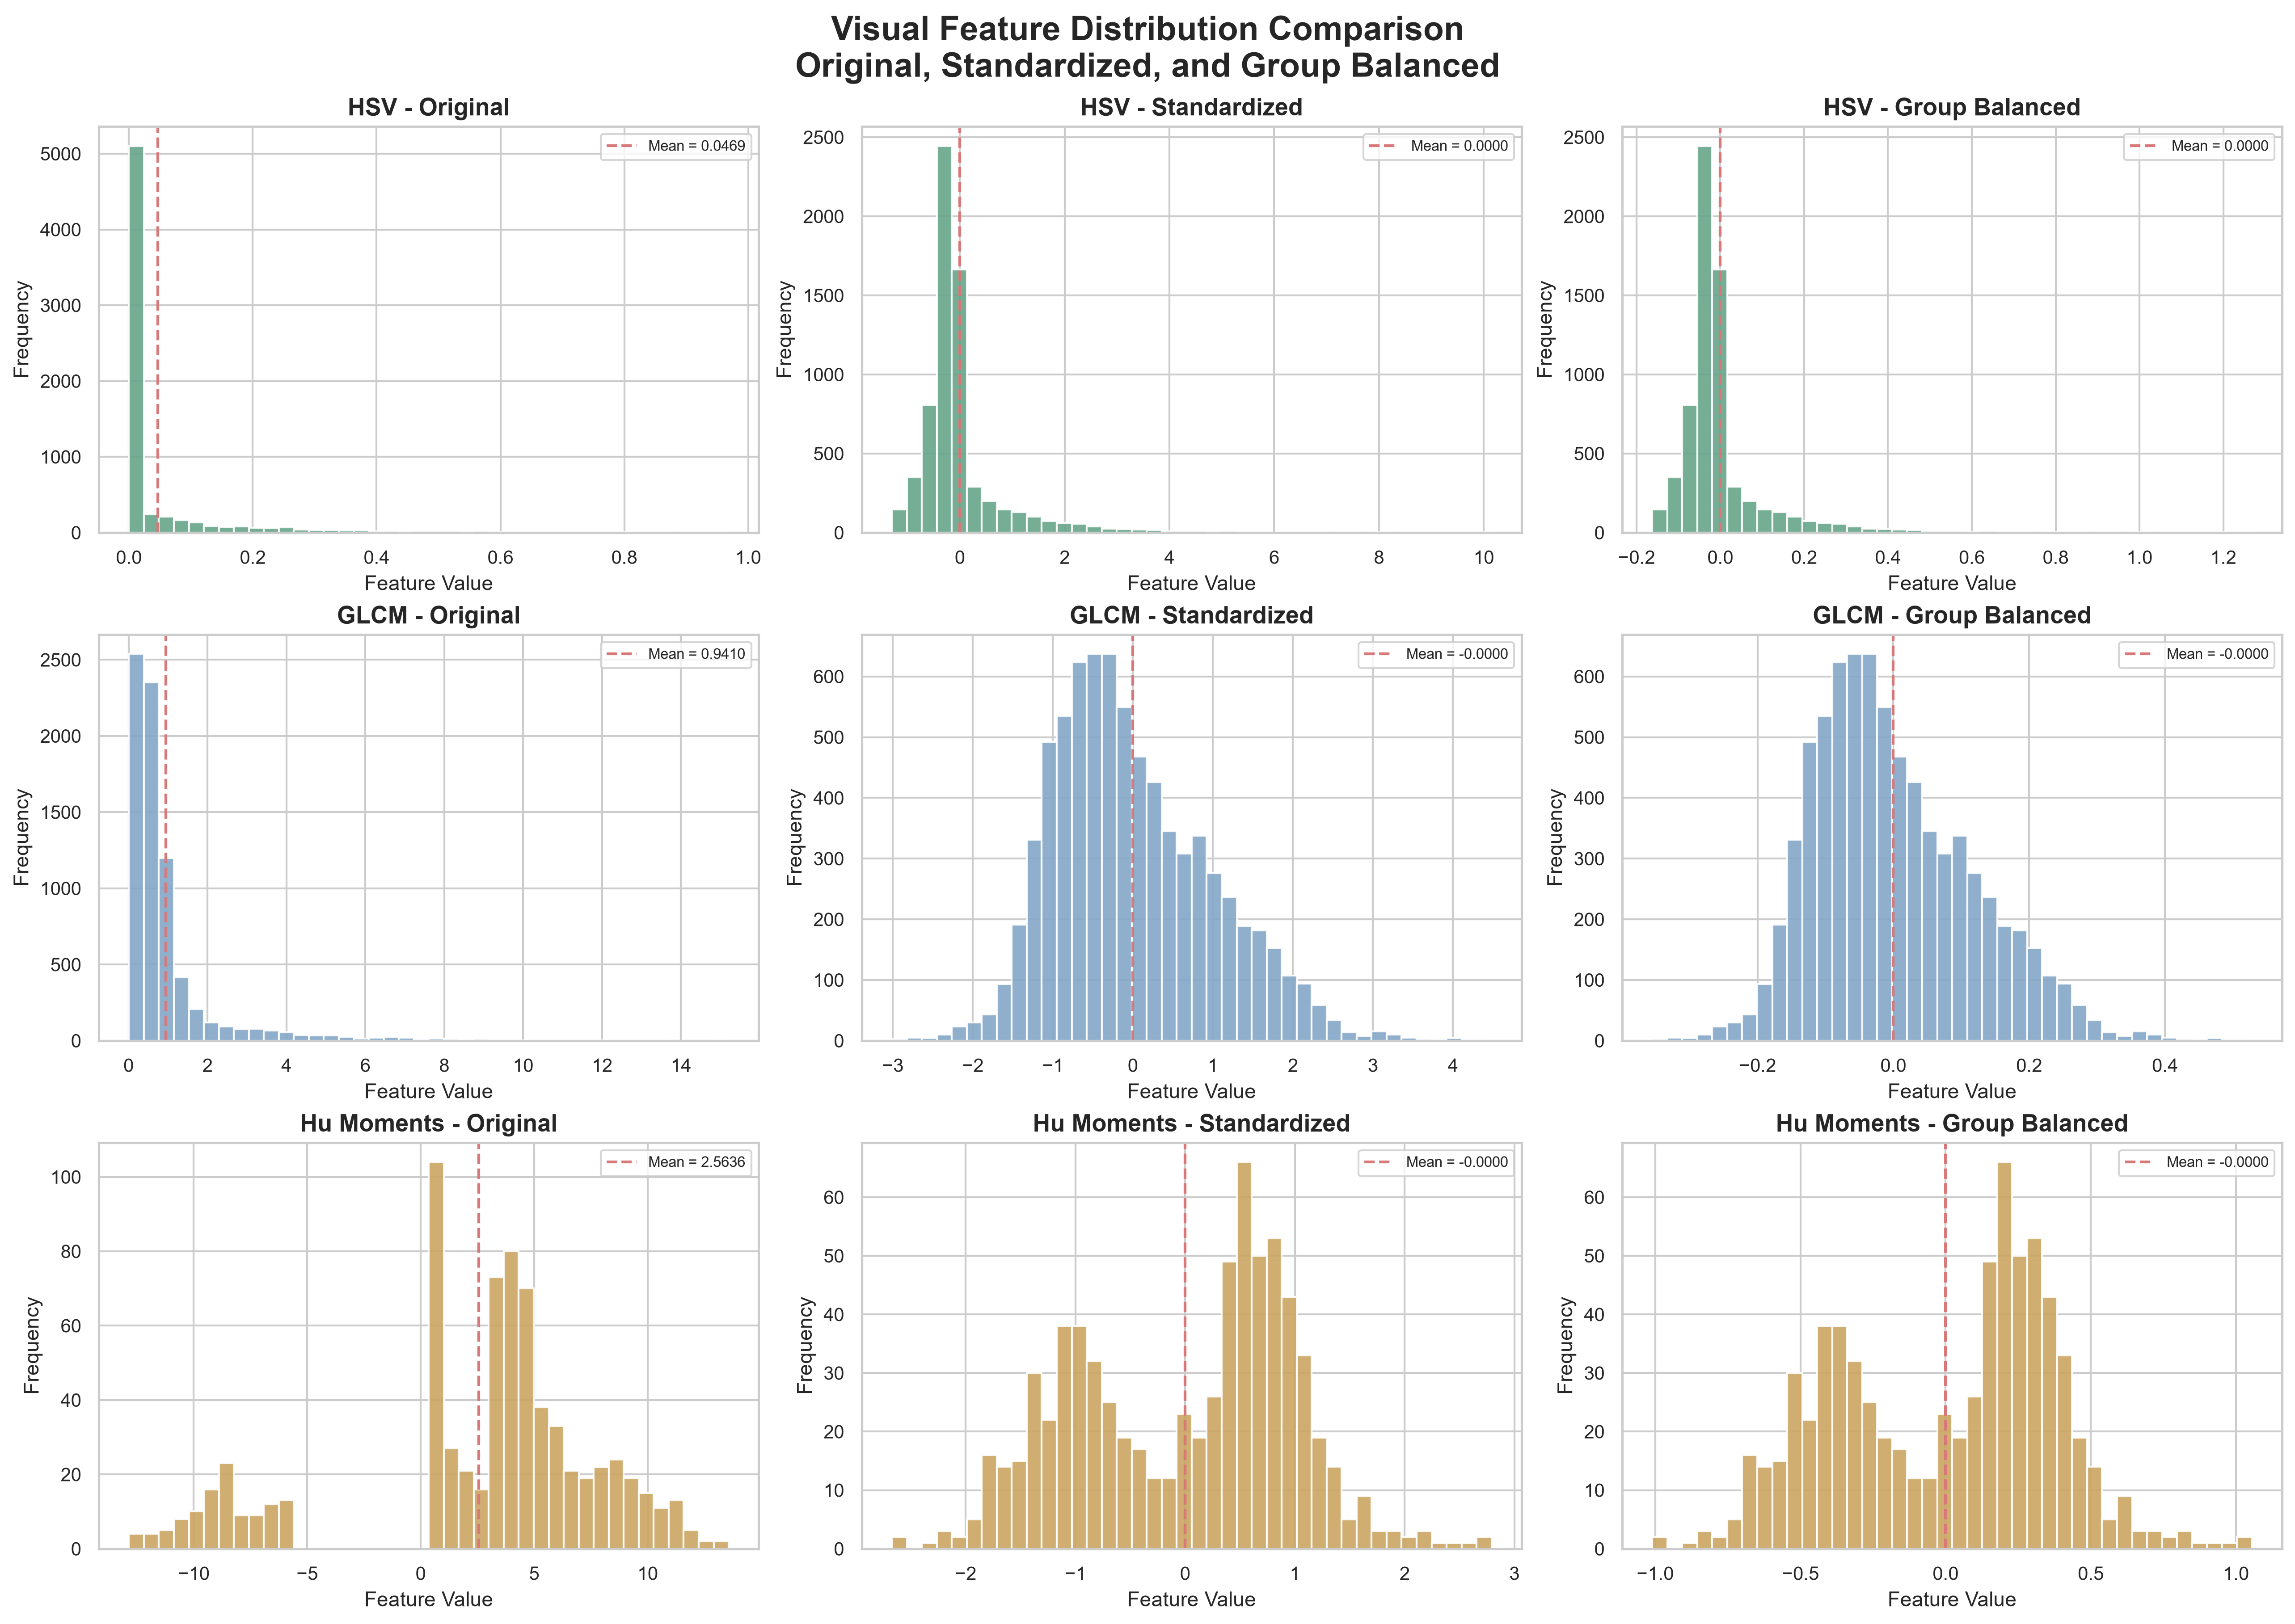 Visual Feature Distribution Comparison
Original, Standardized, and Group Balanced
HSV - Original
Mean = 0.0469
Frequency
5000
4000
3000
2000
1000
0
0.0 0.2 0.4 0.6 0.8 1.0
Feature Value
HSV - Standardized
Mean = 0.0000
Frequency
2500
2000
1500
1000
500
0
0 2 4 6 8 10
Feature Value
HSV - Group Balanced
Mean = 0.0000
Frequency
2500
2000
1500
1000
500
0
−0.2 0.0 0.2 0.4 0.6 0.8 1.0 1.2
Feature Value
GLCM - Original
Mean = 0.9410
Frequency
2500
2000
1500
1000
500
0
0 2 4 6 8 10 12 14
Feature Value
GLCM - Standardized
Mean = -0.0000
Frequency
600
500
400
300
200
100
0
−3 −2 −1 0 1 2 3 4
Feature Value
GLCM - Group Balanced
Mean = -0.0000
Frequency
600
500
400
300
200
100
0
−0.2 0.0 0.2 0.4
Feature Value
Hu Moments - Original
Mean = 2.5636
Frequency
100
80
60
40
20
0
−10 −5 0 5 10
Feature Value
Hu Moments - Standardized
Mean = -0.0000
Frequency
60
50
40
30
20
10
0
−2 −1 0 1 2 3
Feature Value
Hu Moments - Group Balanced
Mean = -0.0000
Frequency
60
50
40
30
20
10
0
−1.0 −0.5 0.0 0.5 1.0
Feature Value